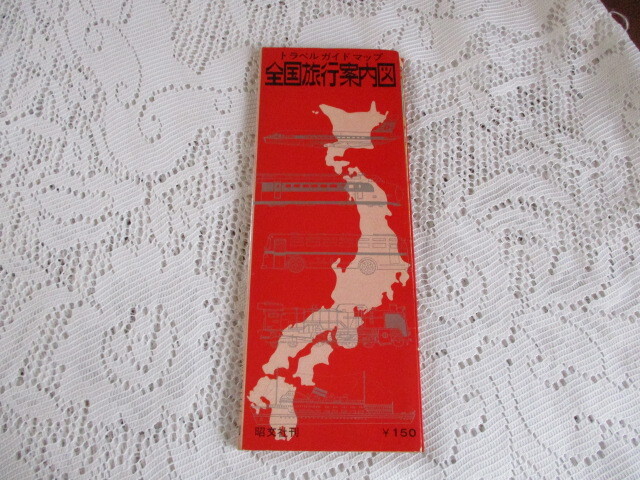 トラベルガイドマップ
全国旅行案内図
昭文社刊 ￥150